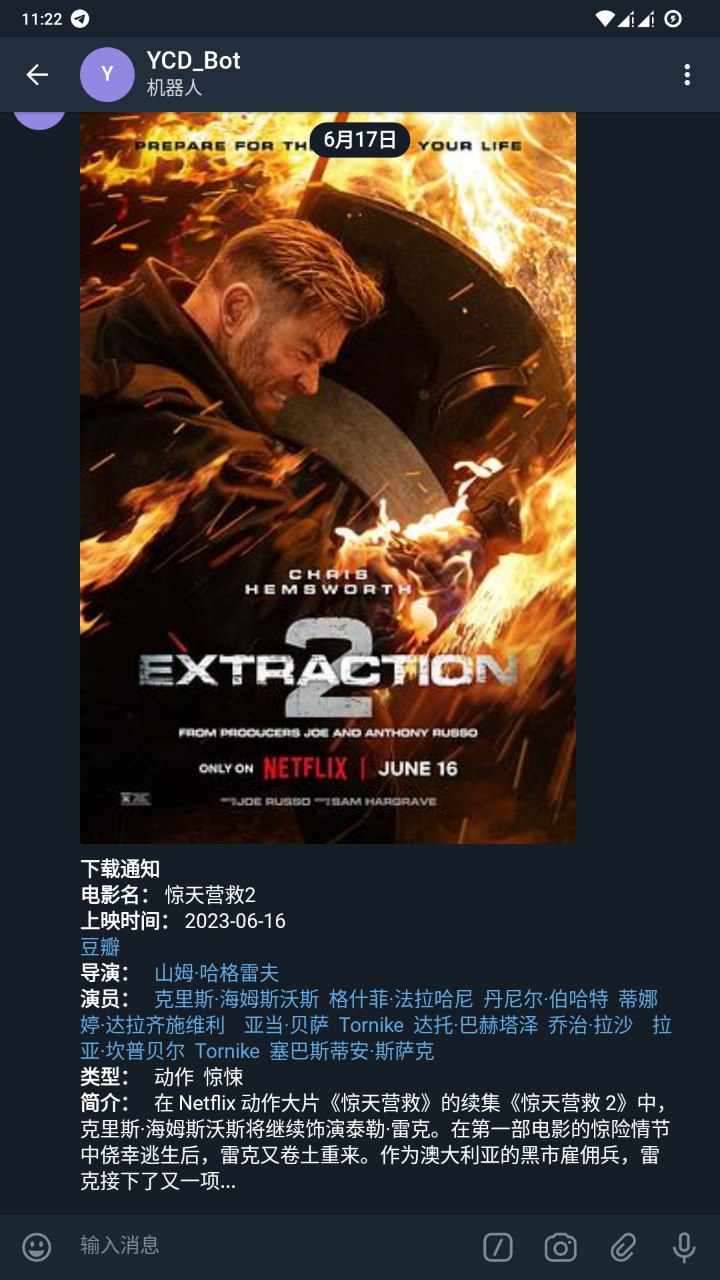 11:22
Y
YCD_Bot
机器人
6月17日
PREPARE FOR TH
YOUR LIFE
CHRIS
HEMSWORTH
2
EXTRACTION
FROM PRODUCERS JOE AND ANTHONY RUSSO
ONLY ON NETFLIX | JUNE 16
JOE RUSSO SAM HARGRAVE
下载通知
电影名： 惊天营救2
上映时间： 2023-06-16
豆瓣
导演： 山姆·哈格雷夫
演员： 克里斯·海姆斯沃斯 格什菲·法拉哈尼 丹尼尔·伯哈特 蒂娜
婷·达拉齐施维利 亚当·贝萨 Tornike 达托·巴赫塔泽 乔治·拉沙 拉
亚·坎普贝尔 Tornike 塞巴斯蒂安·斯萨克
类型： 动作 惊悚
简介： 在 Netflix 动作大片《惊天营救》的续集《惊天营救 2》中，
克里斯·海姆斯沃斯将继续饰演泰勒·雷克。在第一部电影的惊险情节
中侥幸逃生后，雷克又卷土重来。作为澳大利亚的黑市雇佣兵，雷
克接下了又一项...
输入消息